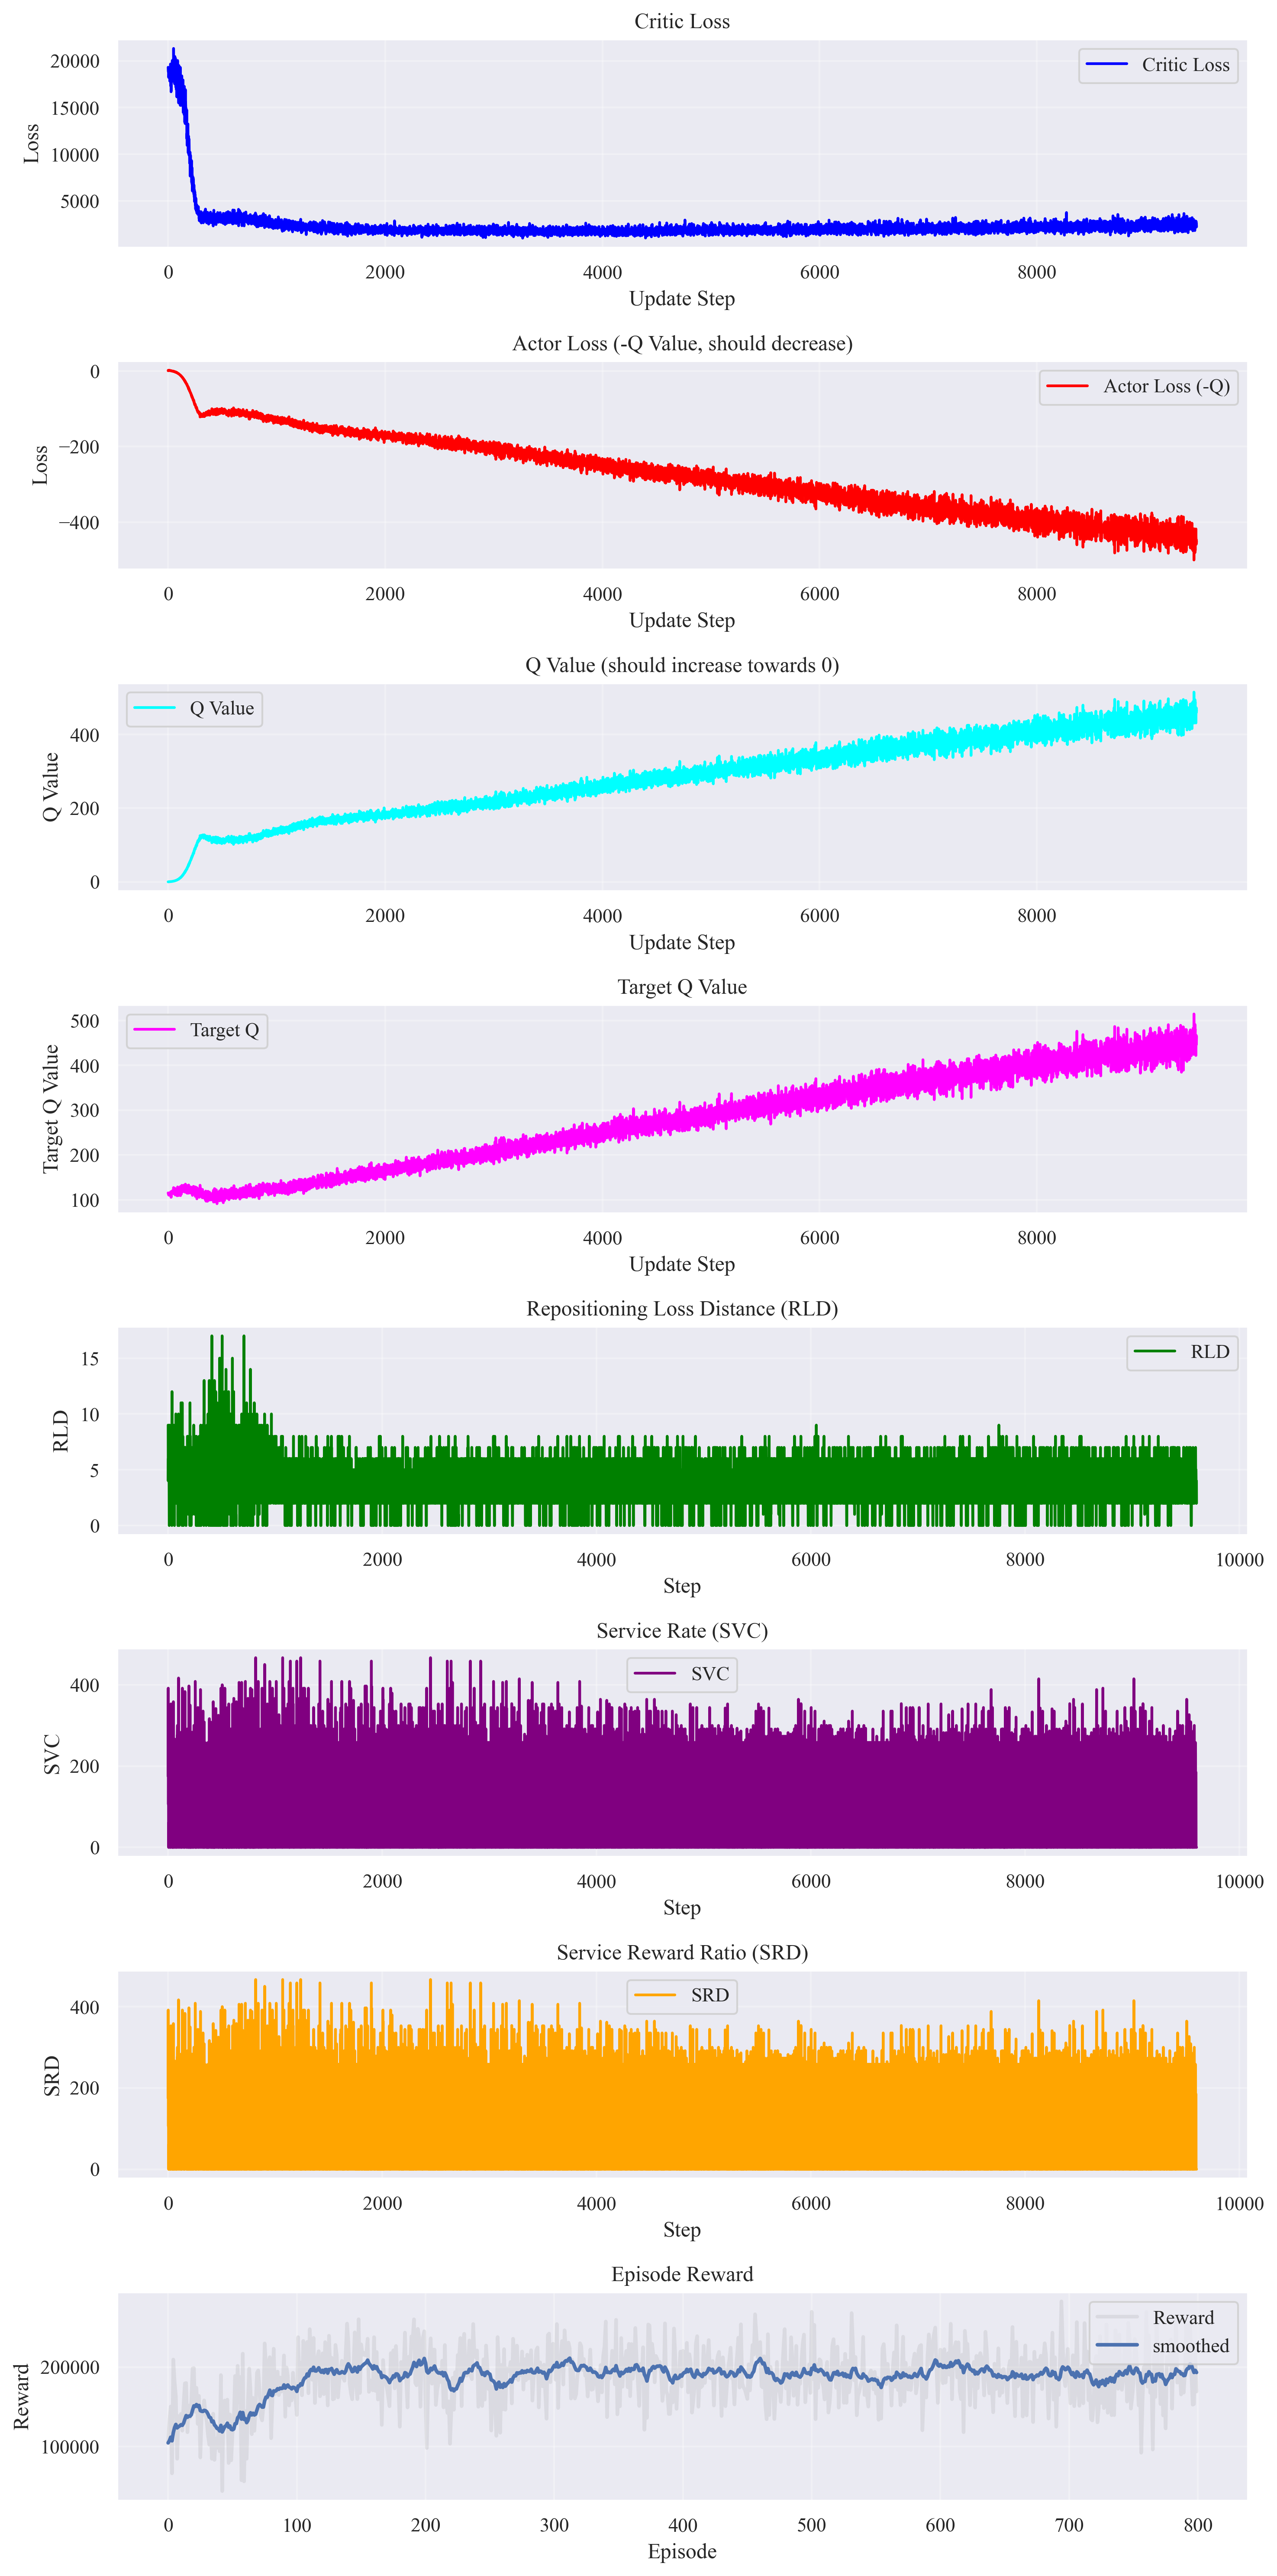 Critic Loss
Critic Loss
Loss
20000
15000
10000
5000
0 2000 4000 6000 8000
Update Step
Actor Loss (-Q Value, should decrease)
Actor Loss (-Q)
Loss
0
−200
−400
0 2000 4000 6000 8000
Update Step
Q Value (should increase towards 0)
Q Value
Q Value
400
200
0
0 2000 4000 6000 8000
Update Step
Target Q Value
Target Q
Target Q Value
500
400
300
200
100
0 2000 4000 6000 8000
Update Step
Repositioning Loss Distance (RLD)
RLD
RLD
15
10
5
0
0 2000 4000 6000 8000 10000
Step
Service Rate (SVC)
SVC
SVC
400
200
0
0 2000 4000 6000 8000 10000
Step
Service Reward Ratio (SRD)
SRD
SRD
400
200
0
0 2000 4000 6000 8000 10000
Step
Episode Reward
Reward
smoothed
Reward
200000
100000
0 100 200 300 400 500 600 700 800
Episode